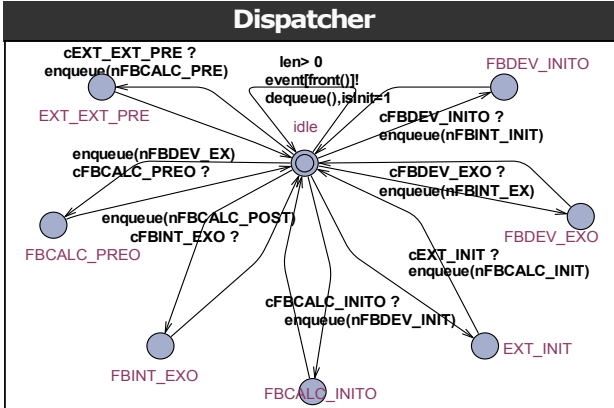 Dispatcher
cEXT_EXT_PRE ?
enqueue(nFBCALC_PRE)
EXT_EXT_PRE
len> 0
event[front()]!
dequeue(),isInit=1
idle
FBDEV_INITO
cFBDEV_INITO ?
enqueue(nFBINT_INIT)
enqueue(nFBDEV_EX)
cFBCALC_PREO ?
FBCALC_PREO
cFBDEV_EXO ?
enqueue(nFBINT_EX)
FBDEV_EXO
enqueue(nFBCALC_POST)
cFBINT_EXO ?
FBINT_EXO
cEXT_INIT ?
enqueue(nFBCALC_INIT)
EXT_INIT
cFBCALC_INITO ?
enqueue(nFBDEV_INIT)
FBCALC_INITO